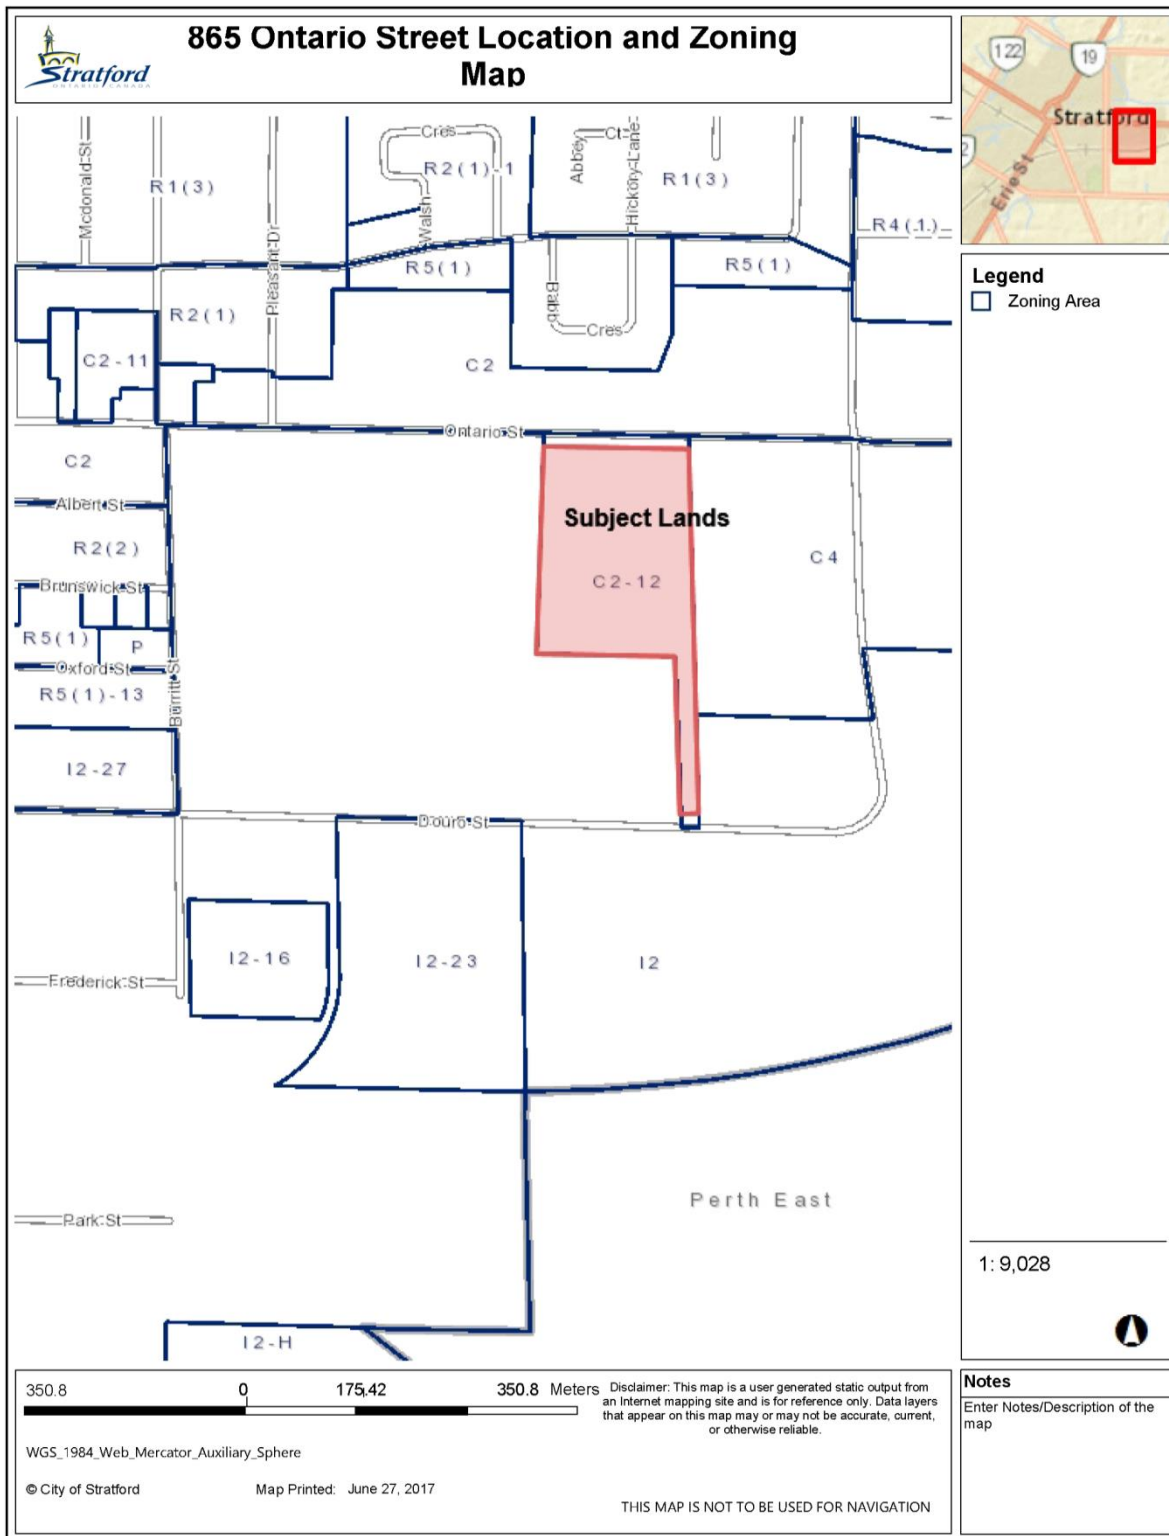 Stratford
ONTARIO CANADA
865 Ontario Street Location and Zoning
Map
122
19
Stratford
2
Erie St
Legend
Zoning Area
Mcdonald St
R1(3)
Pleasant Dr
Cres
R2(1)-1
Walsh
Abbey
Ct
Hickory Lane
R1(3)
R4(1)
R5(1)
R5(1)
Babb
Cres
R2(1)
C2-11
C2
Ontario St
C2
Albert St
R2(2)
Brunswick St
R5(1)
P
Oxford St
R5(1)-13
Burritt St
I2-27
Subject Lands
C2-12
C4
Douro St
I2-16
I2-23
I2
Frederick St
Perth East
Park St
I2-H
1: 9,028
350.8
0
175.42
350.8 Meters
Disclaimer: This map is a user generated static output from
an Internet mapping site and is for reference only. Data layers
that appear on this map may or may not be accurate, current,
or otherwise reliable.
WGS_1984_Web_Mercator_Auxiliary_Sphere
© City of Stratford
Map Printed: June 27, 2017
THIS MAP IS NOT TO BE USED FOR NAVIGATION
Notes
Enter Notes/Description of the
map